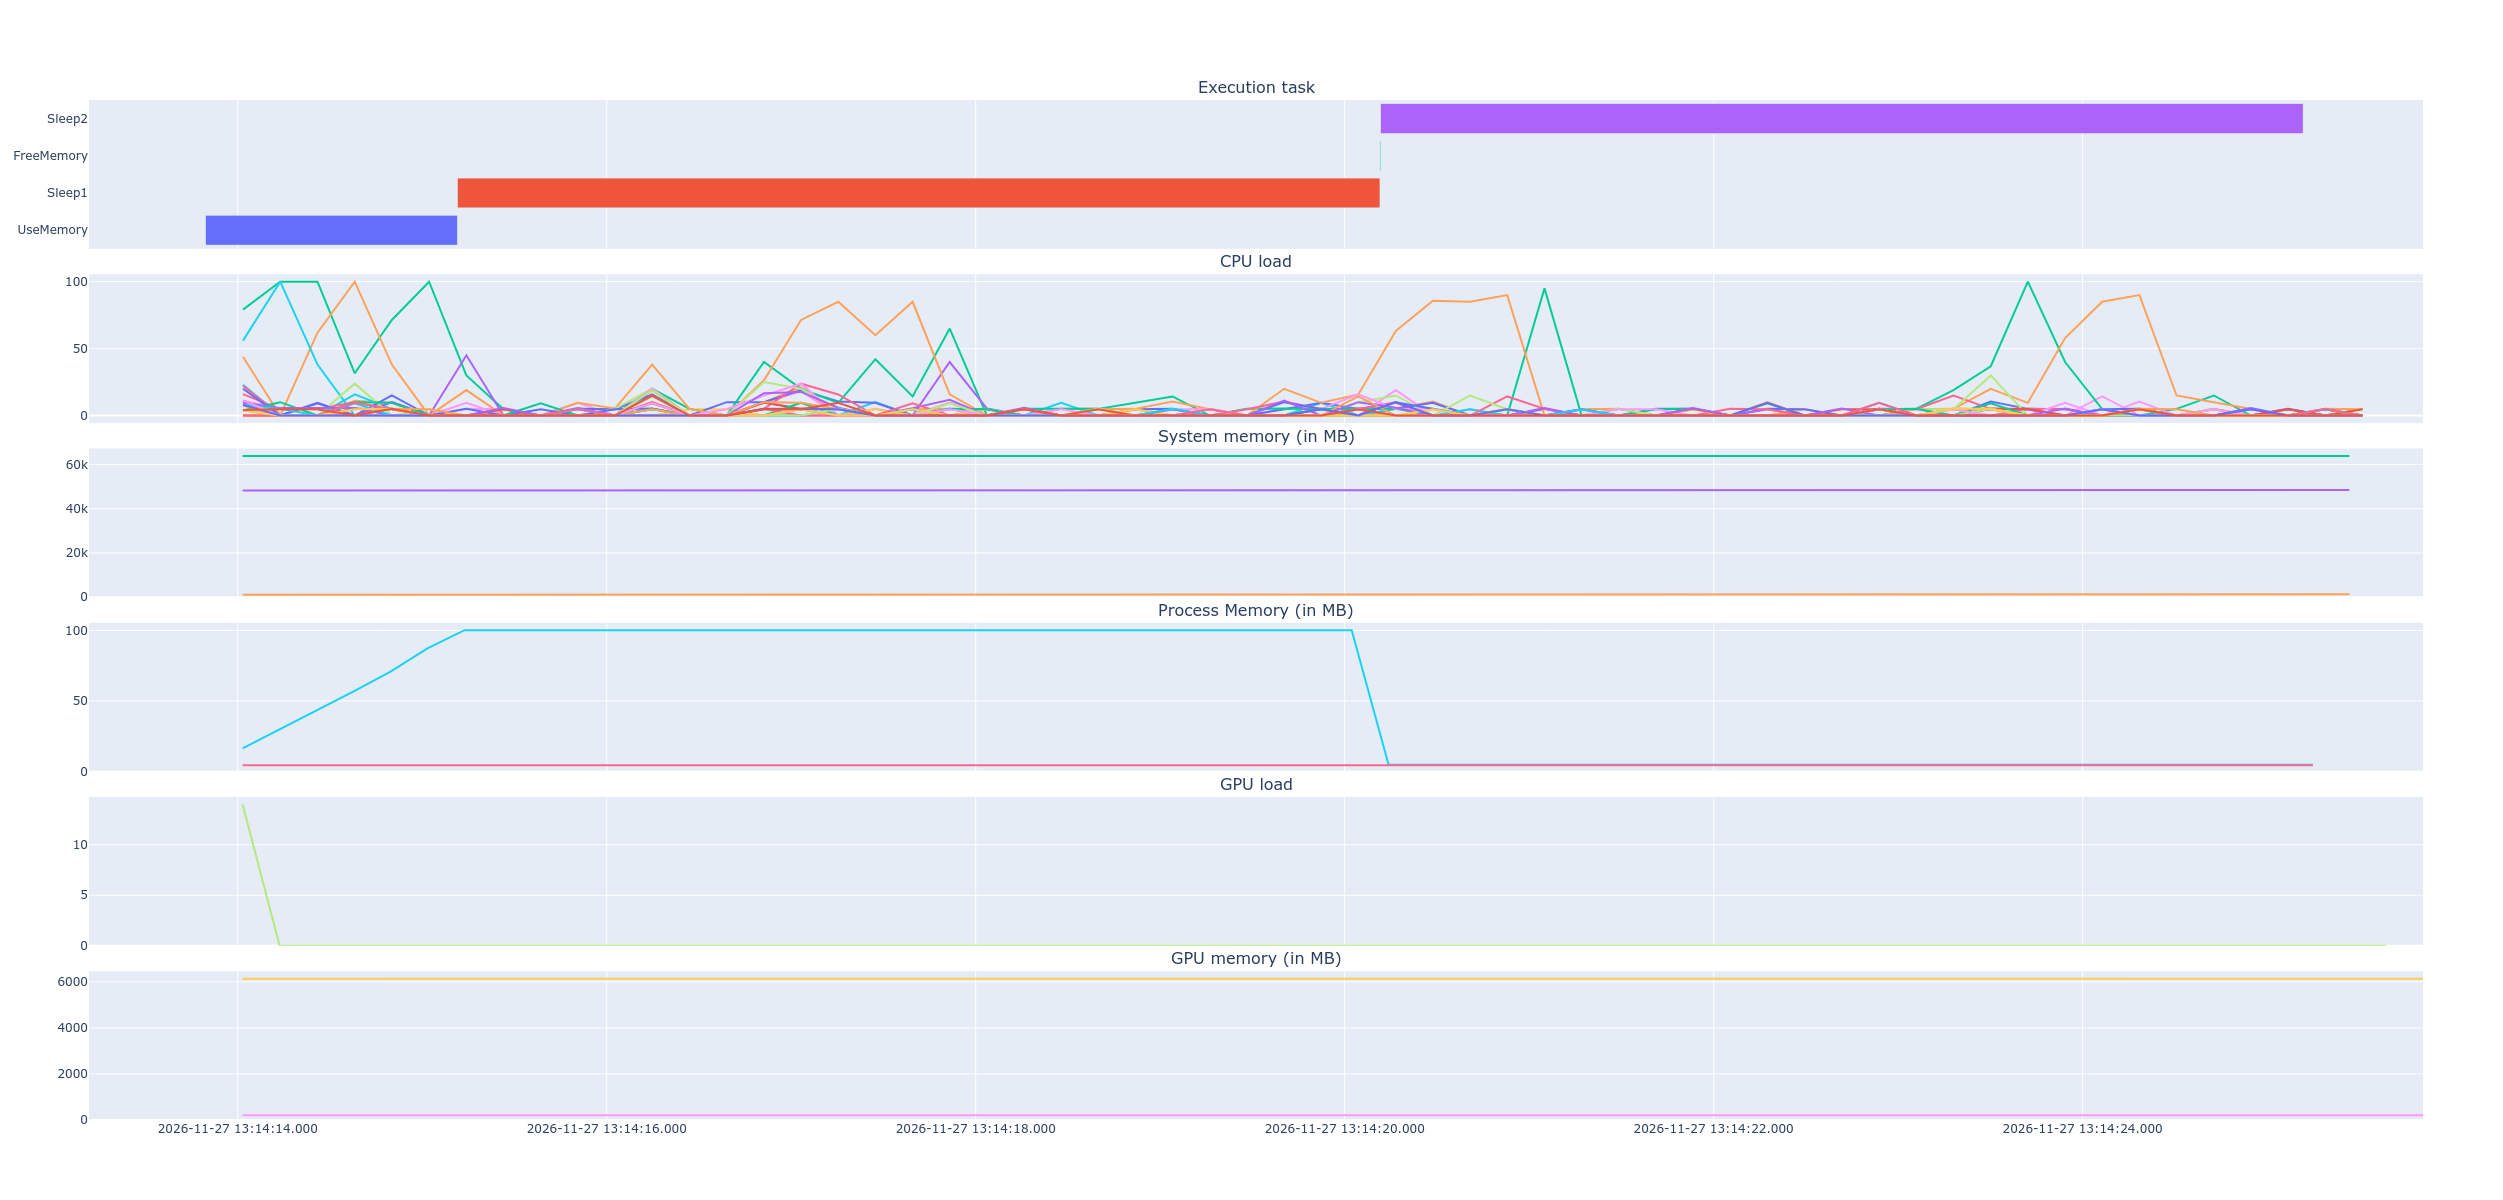 Execution task
Sleep2
FreeMemory
Sleep1
UseMemory
CPU load
100
50
0
System memory (in MB)
60k
40k
20k
0
Process Memory (in MB)
100
50
0
GPU load
10
5
0
GPU memory (in MB)
6000
4000
2000
0
2026-11-27 13:14:14.000 2026-11-27 13:14:16.000 2026-11-27 13:14:18.000 2026-11-27 13:14:20.000 2026-11-27 13:14:22.000 2026-11-27 13:14:24.000